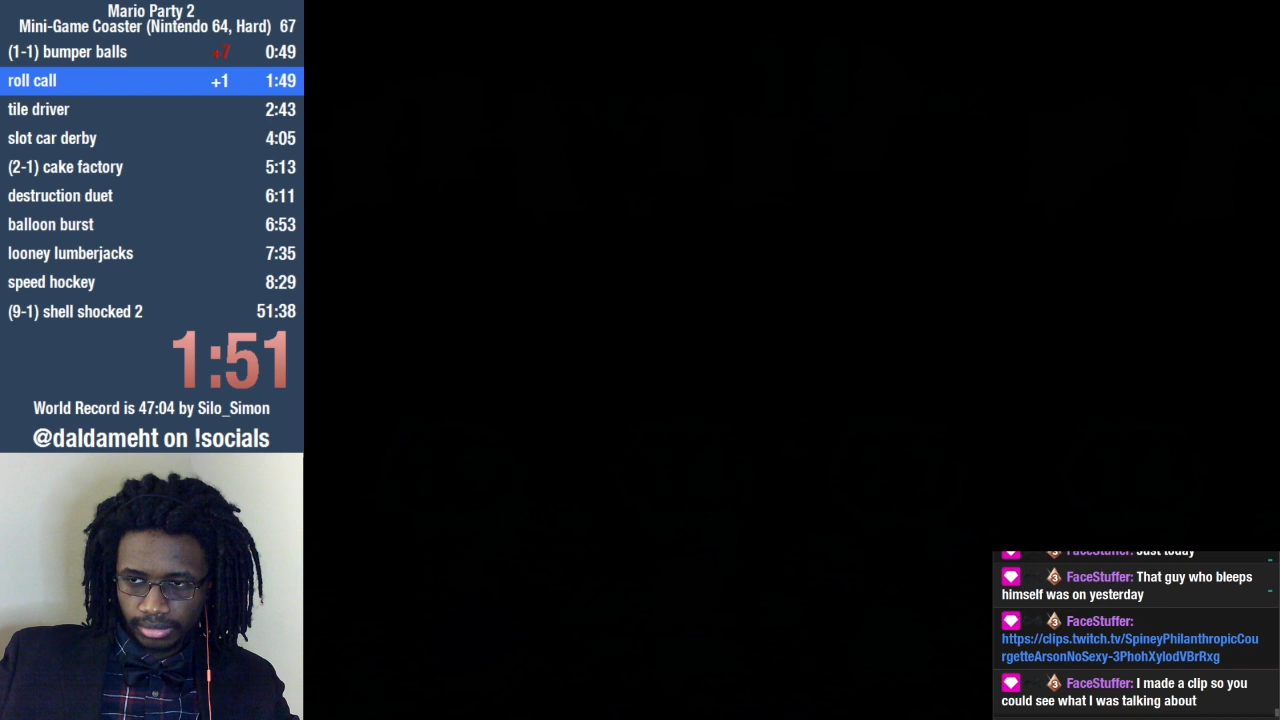 Mario Party 2
Mini-Game Coaster (Nintendo 64, Hard) 67
(1-1) bumper balls +7 0:49
roll call +1 1:49
tile driver 2:43
slot car derby 4:05
(2-1) cake factory 5:13
destruction duet 6:11
balloon burst 6:53
looney lumberjacks 7:35
speed hockey 8:29
(9-1) shell shocked 2 51:38
1:51
World Record is 47:04 by Silo_Simon
@daldameht on !socials
FaceStuffer: Just today
FaceStuffer: That guy who bleeps
himself was on yesterday
FaceStuffer:
https://clips.twitch.tv/SpineyPhilanthropicCou
rgetteArsonNoSexy-3PhohXylodVBrRxg
FaceStuffer: I made a clip so you
could see what I was talking about